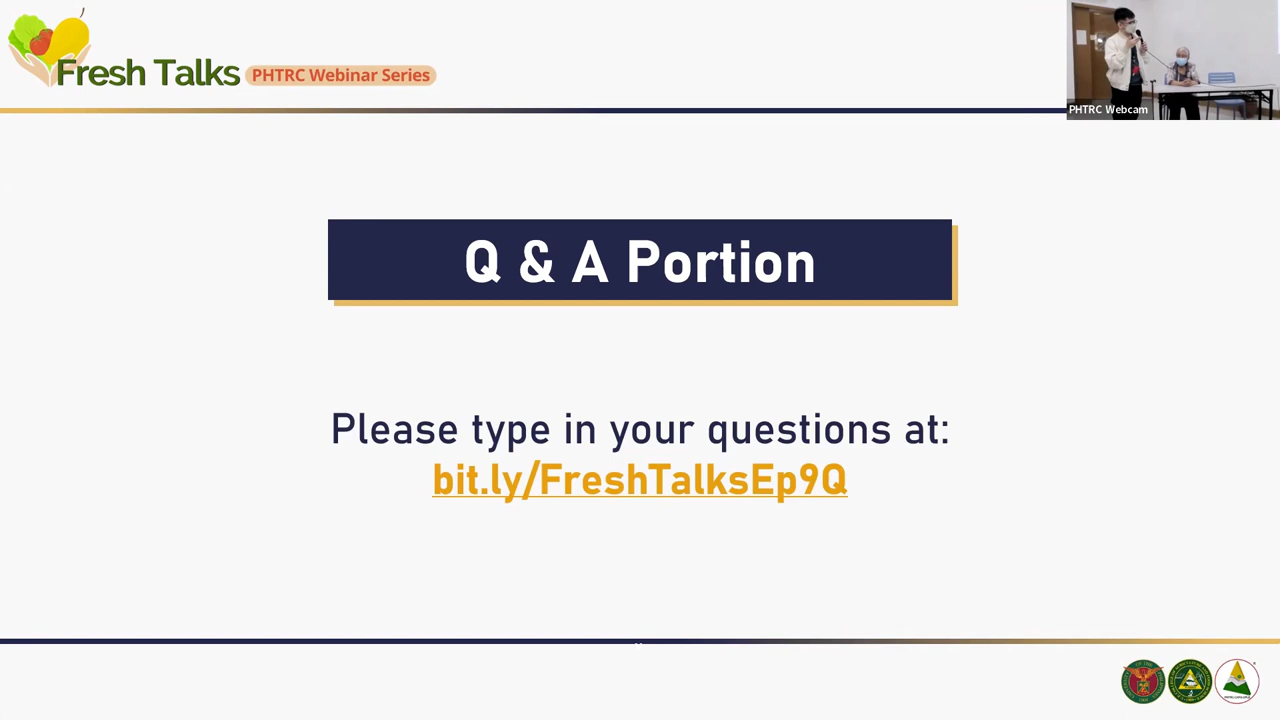 Fresh Talks PHTRC Webinar Series
PHTRC Webcam
Q & A Portion
Please type in your questions at:
bit.ly/FreshTalksEp9Q